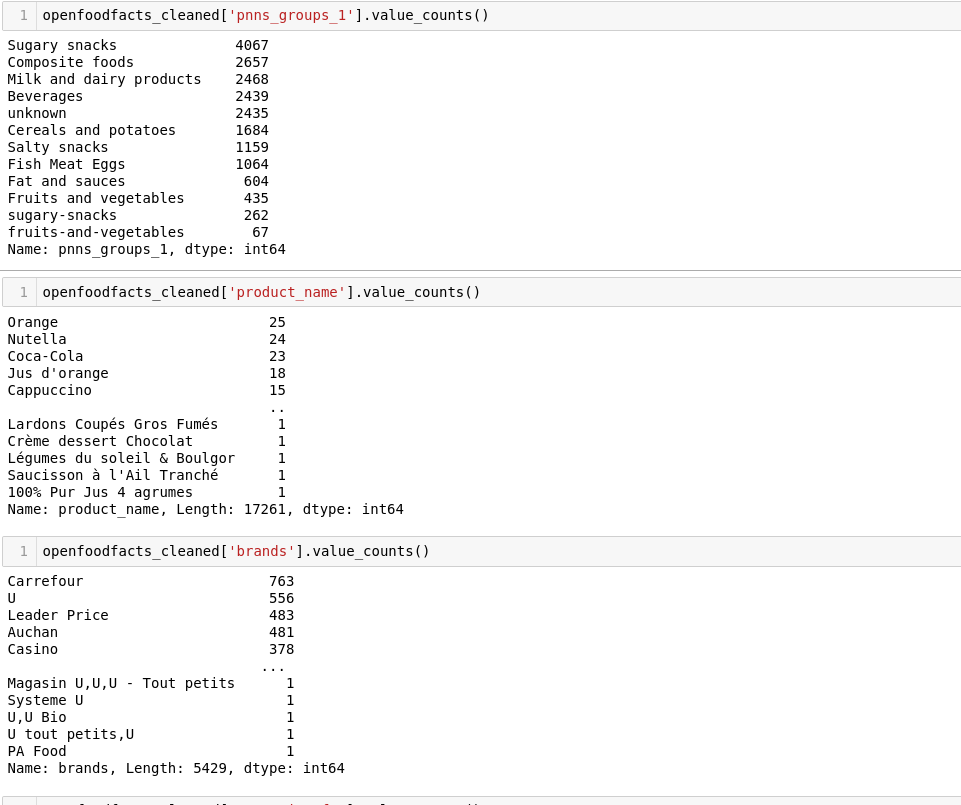 1 openfoodfacts_cleaned['pnns_groups_1'].value_counts()
Sugary snacks 4067
Composite foods 2657
Milk and dairy products 2468
Beverages 2439
unknown 2435
Cereals and potatoes 1684
Salty snacks 1159
Fish Meat Eggs 1064
Fat and sauces 604
Fruits and vegetables 435
sugary-snacks 262
fruits-and-vegetables 67
Name: pnns_groups_1, dtype: int64
1 openfoodfacts_cleaned['product_name'].value_counts()
Orange 25
Nutella 24
Coca-Cola 23
Jus d'orange 18
Cappuccino 15
..
Lardons Coupés Gros Fumés 1
Crème dessert Chocolat 1
Légumes du soleil & Boulgor 1
Saucisson à l'Ail Tranché 1
100% Pur Jus 4 agrumes 1
Name: product_name, Length: 17261, dtype: int64
1 openfoodfacts_cleaned['brands'].value_counts()
Carrefour 763
U 556
Leader Price 483
Auchan 481
Casino 378
...
Magasin U,U,U - Tout petits 1
Systeme U 1
U,U Bio 1
U tout petits,U 1
PA Food 1
Name: brands, Length: 5429, dtype: int64